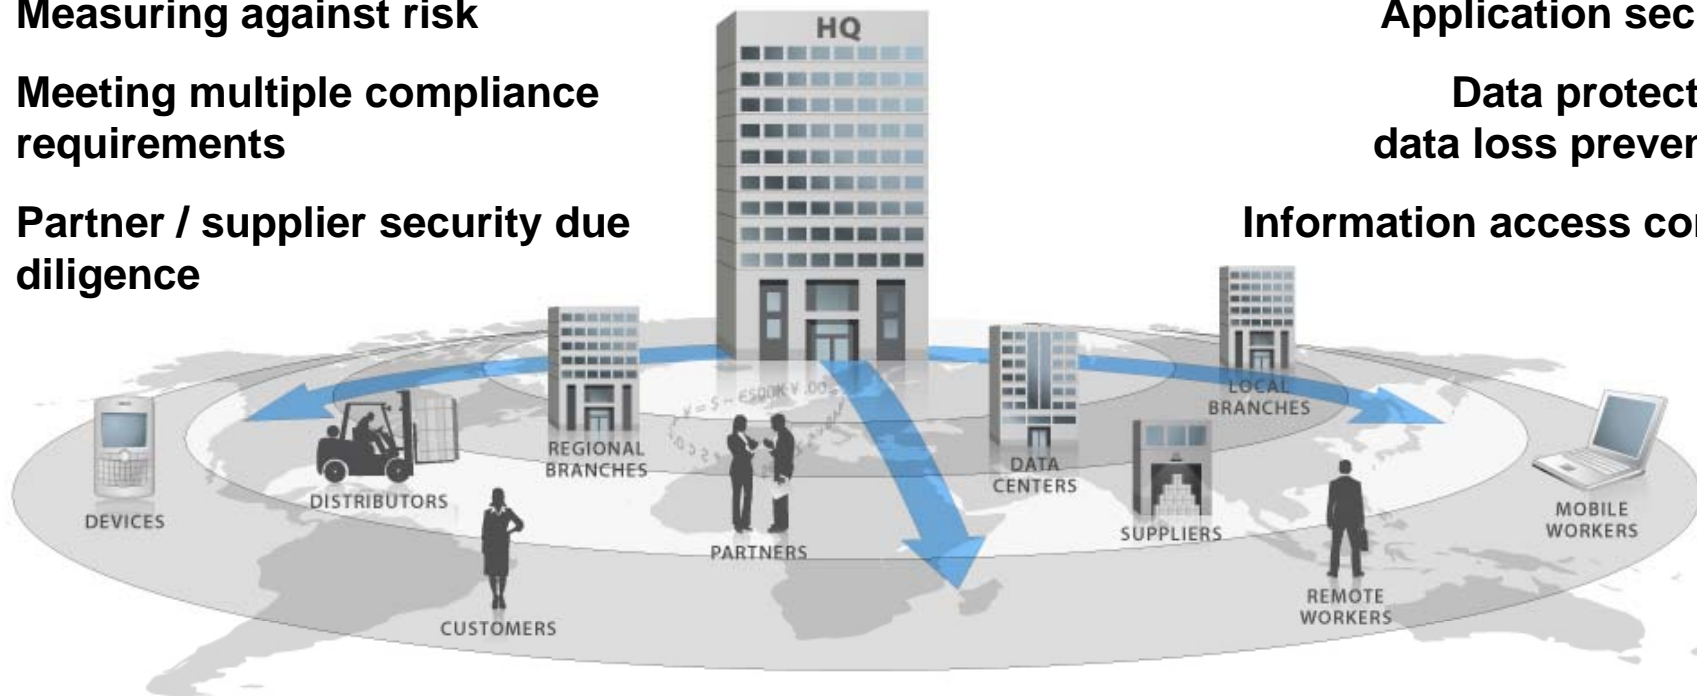 Measuring against risk
Meeting multiple compliance
requirements
Partner / supplier security due
diligence
Application sec
Data protect
data loss preven
Information access con
HQ
LOCAL
BRANCHES
REGIONAL
BRANCHES
DATA
CENTERS
DISTRIBUTORS
DEVICES
MOBILE
WORKERS
SUPPLIERS
PARTNERS
REMOTE
WORKERS
CUSTOMERS